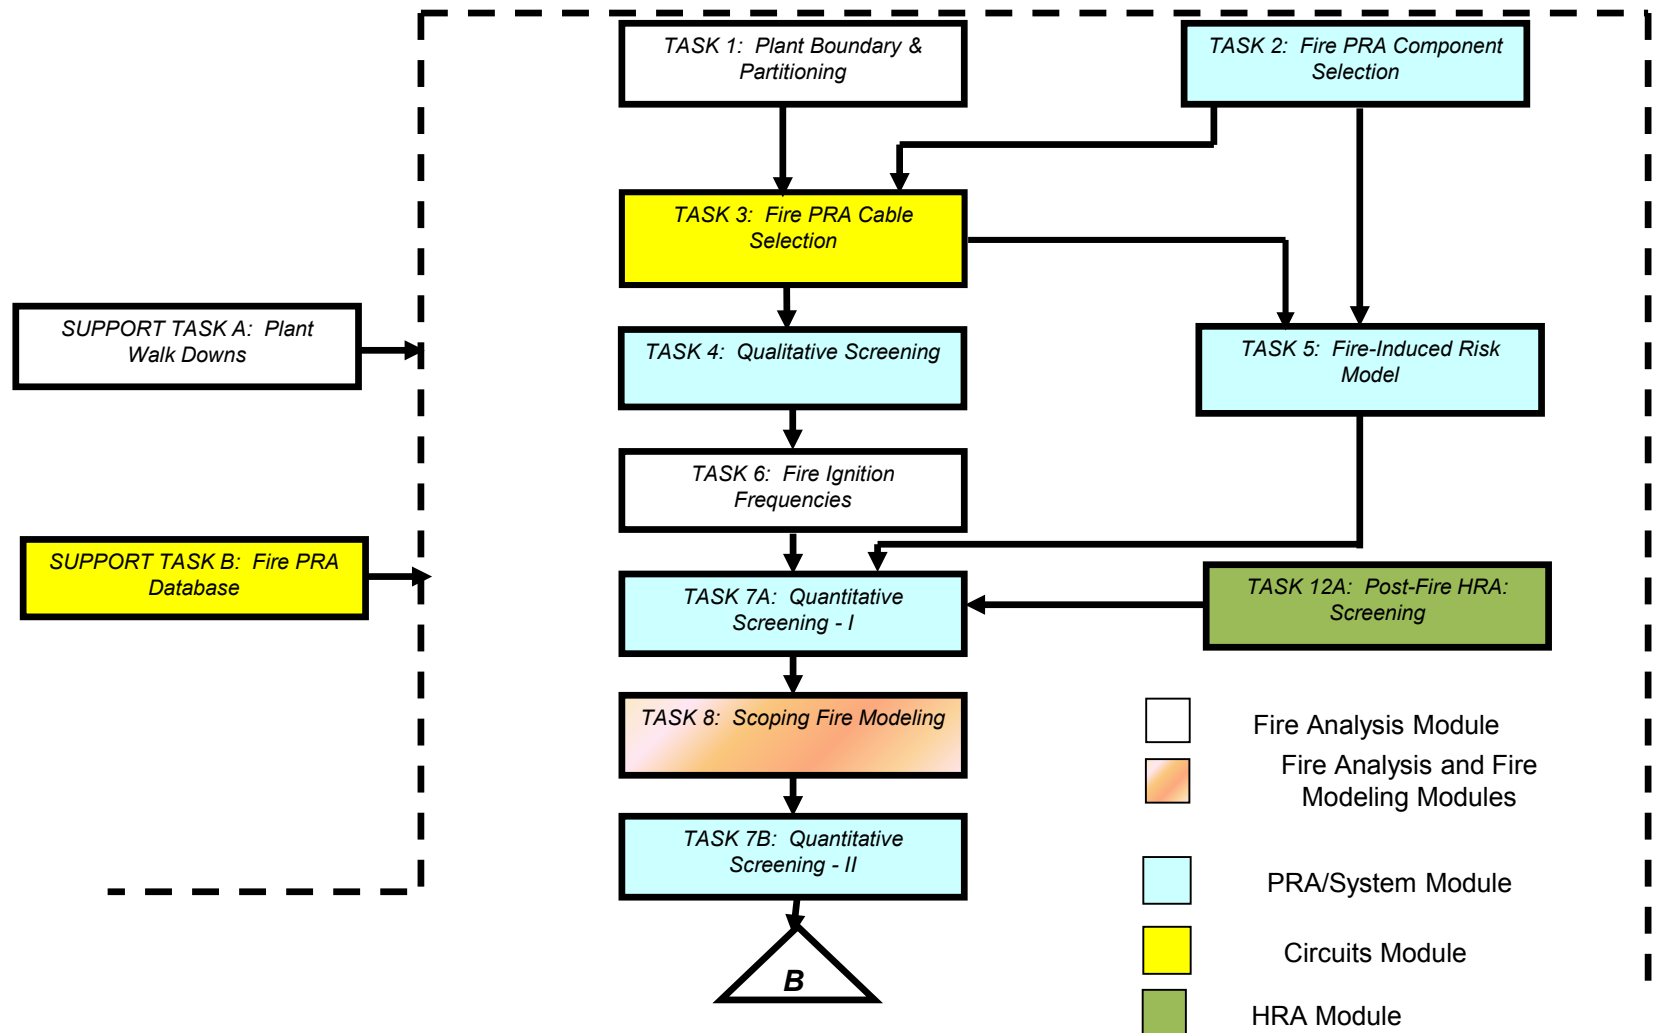 TASK 1: Plant Boundary &
Partitioning
TASK 2: Fire PRA Component
Selection
TASK 3: Fire PRA Cable
Selection
SUPPORT TASK A: Plant
Walk Downs
TASK 4: Qualitative Screening
TASK 5: Fire-Induced Risk
Model
TASK 6: Fire Ignition
Frequencies
SUPPORT TASK B: Fire PRA
Database
TASK 7A: Quantitative
Screening - I
TASK 12A: Post-Fire HRA:
Screening
TASK 8: Scoping Fire Modeling
TASK 7B: Quantitative
Screening - II
B
Fire Analysis Module
Fire Analysis and Fire
Modeling Modules
PRA/System Module
Circuits Module
HRA Module